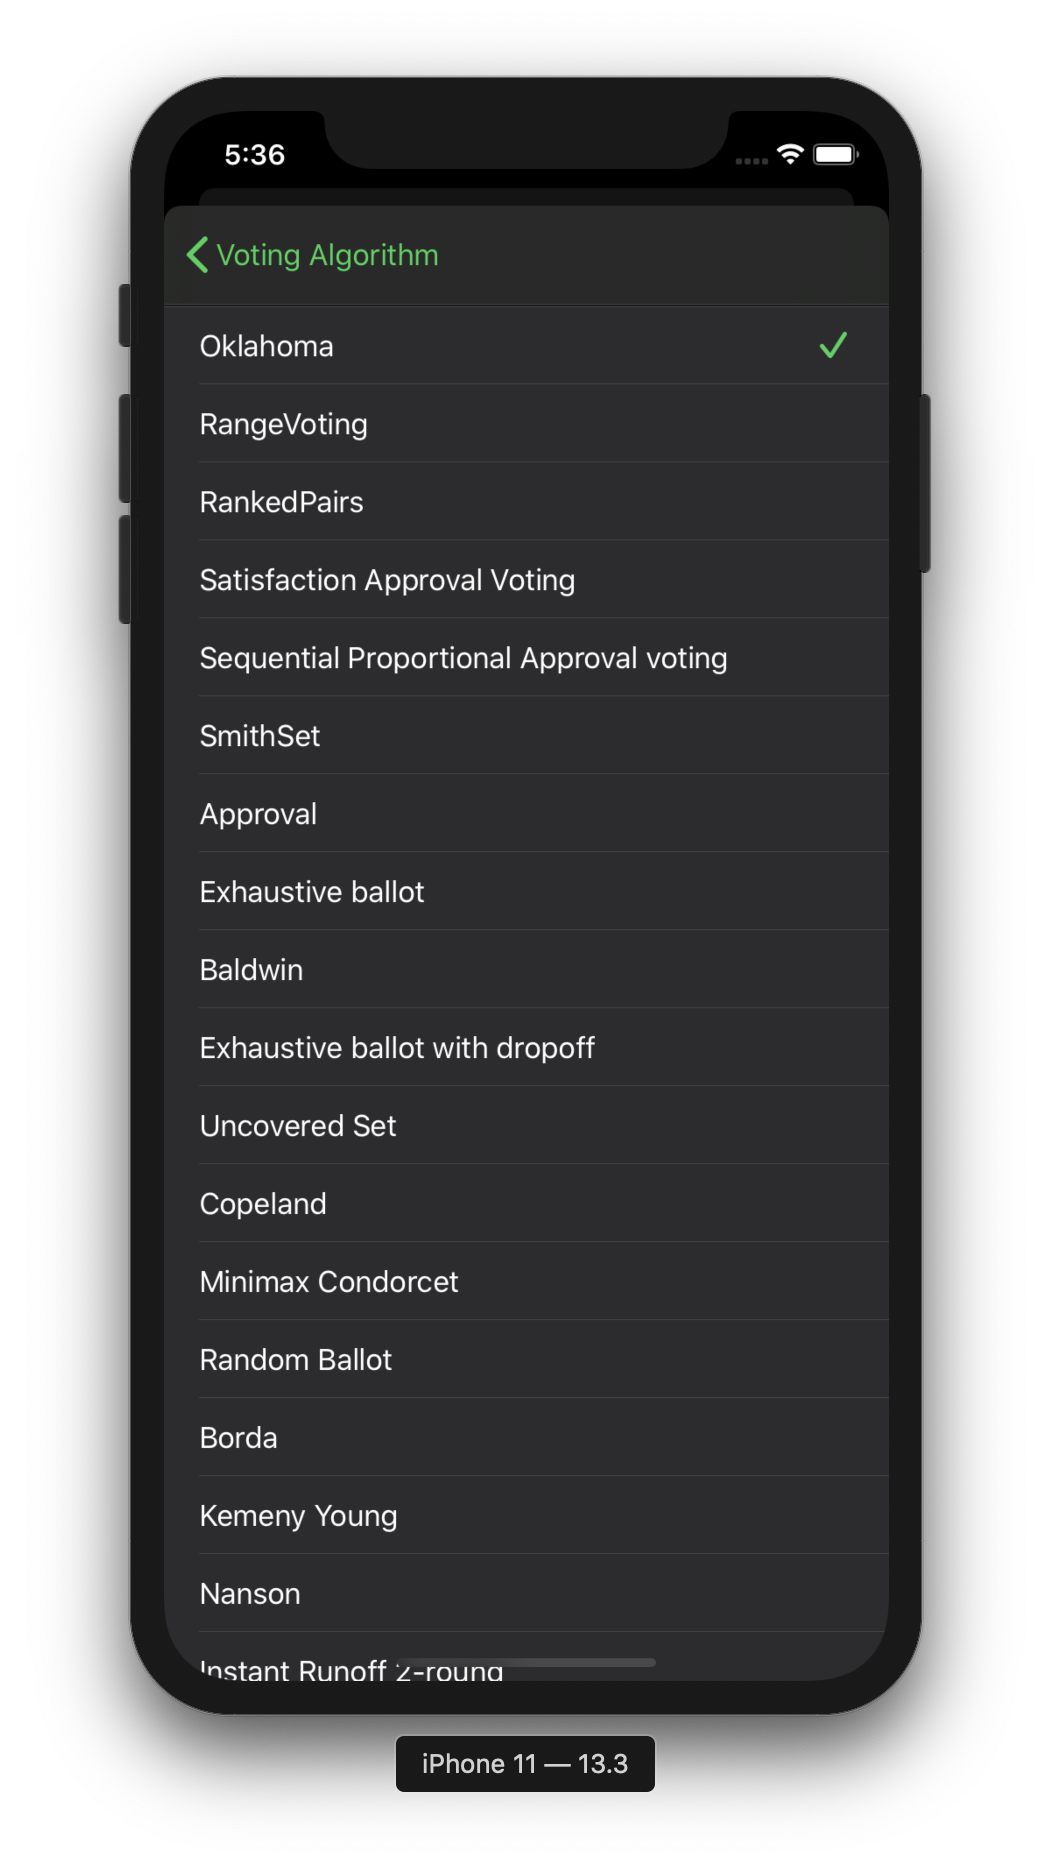 5:36
Voting Algorithm
Oklahoma
RangeVoting
RankedPairs
Satisfaction Approval Voting
Sequential Proportional Approval voting
SmithSet
Approval
Exhaustive ballot
Baldwin
Exhaustive ballot with dropoff
Uncovered Set
Copeland
Minimax Condorcet
Random Ballot
Borda
Kemeny Young
Nanson
Instant Runoff 2-round
iPhone 11 — 13.3